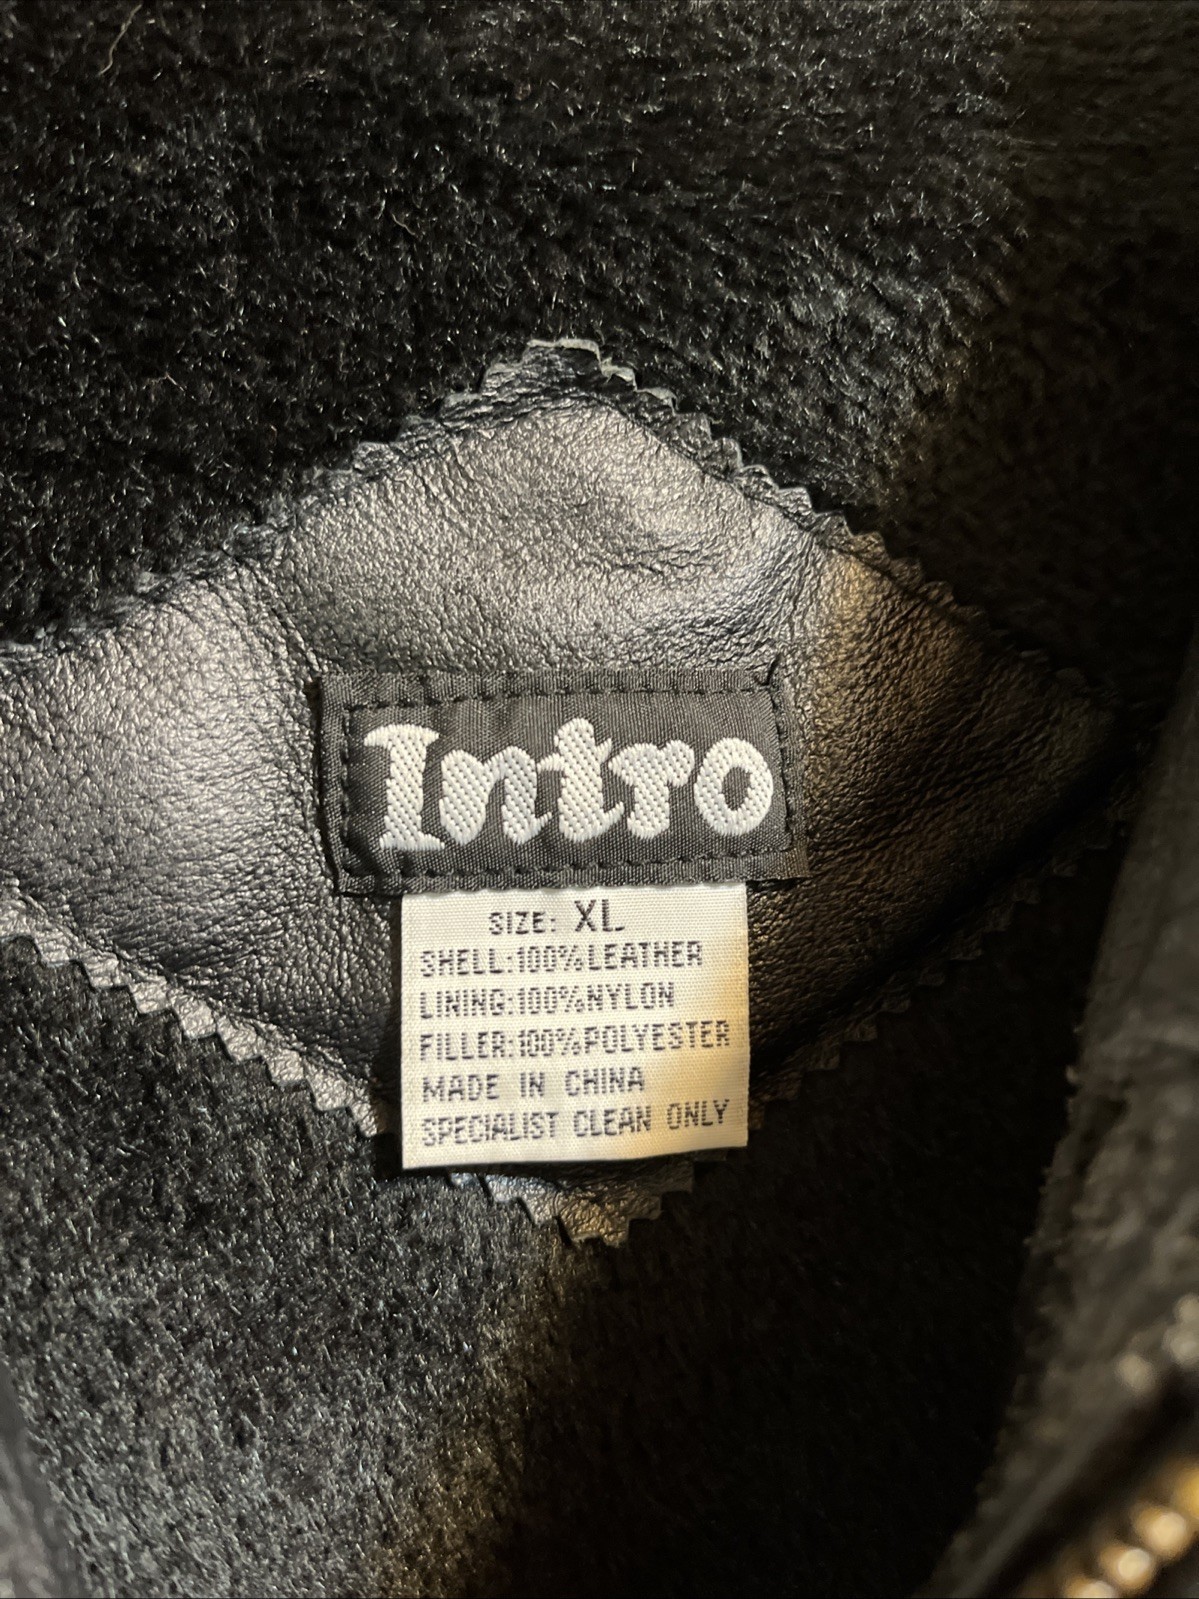 Intro
SIZE: XL
SHELL:100%LEATHER
LINING:100%NYLON
FILLER:100%POLYESTER
MADE IN CHINA
SPECIALIST CLEAN ONLY